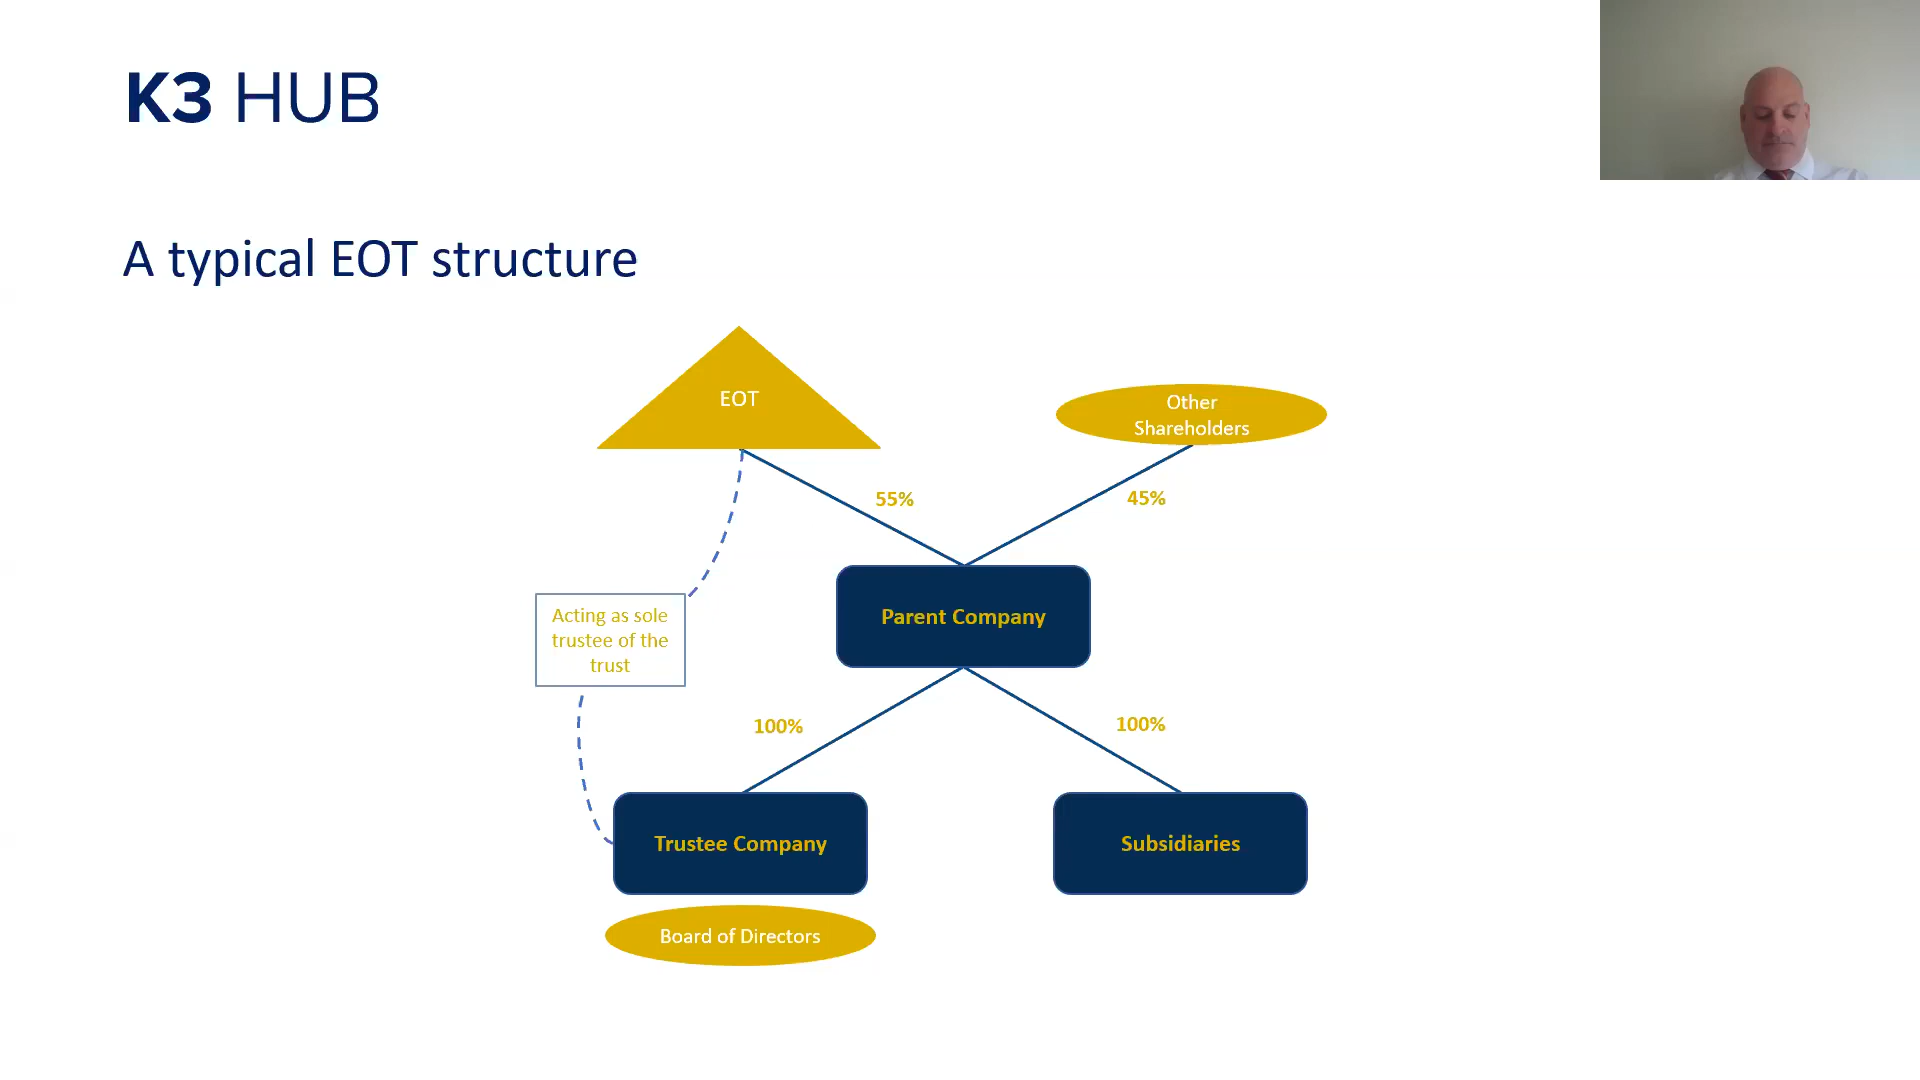 K3 HUB
A typical EOT structure
EOT
Other
Shareholders
55%
45%
Acting as sole
trustee of the
trust
Parent Company
100%
100%
Trustee Company
Subsidiaries
Board of Directors